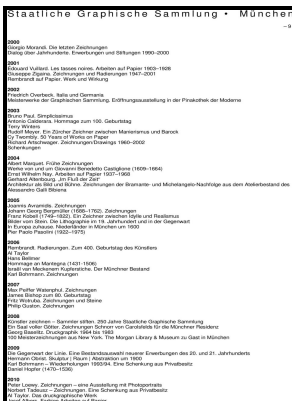 Staatliche Graphische Sammlung • München
– 9
2000
Giorgio Morandi. Die letzten Zeichnungen
Dialog über Jahrhunderte. Erwerbungen und Stiftungen 1990–2000
2001
Edouard Vuillard. Les tasses noires. Arbeiten auf Papier 1903–1928
Giuseppe Zigaina. Zeichnungen und Radierungen 1947–2001
Rembrandt auf Papier. Werk und Wirkung
2002
Friedrich Overbeck. Italia und Germania
Meisterwerke der Graphischen Sammlung. Eröffnungsausstellung in der Pinakothek der Moderne
2003
Bruno Paul. Simplicissimus
Antonio Calderara. Hommage zum 100. Geburtstag
Terry Winters
Rudolf Meyer. Ein Zürcher Zeichner zwischen Manierismus und Barock
Cy Twombly. 50 Years of Works on Paper
Richard Artschwager. Zeichnungen/Drawings 1960–2002
Schenkungen
2004
Albert Marquet. Frühe Zeichnungen
Werke von und um Giovanni Benedetto Castiglione (1609–1664)
Ernst Wilhelm Nay. Arbeiten auf Papier 1937–1968
Gerhard Altenbourg. „Im Fluß der Zeit“
Architektur als Bild und Bühne. Zeichnungen der Bramante- und Michelangelo-Nachfolge aus dem Atelierbestand des
Alessandro Galli Bibiena
2005
Joannis Avramidis. Zeichnungen
Johann Georg Bergmüller (1688–1762). Zeichnungen
Franz Kobell (1749–1822). Ein Zeichner zwischen Idylle und Realismus
Bilder vom Stein. Die Lithographie im 19. Jahrhundert und in der Gegenwart
In Europa zuhause. Niederländer in München um 1600
Pier Paolo Pasolini (1922–1975)
2006
Rembrandt. Radierungen. Zum 400. Geburtstag des Künstlers
Al Taylor
Hans Bellmer
Hommage an Mantegna (1431-1506)
Israël van Meckenem Kupferstiche. Der Münchner Bestand
Karl Bohrmann. Zeichnungen
2007
Max Peiffer Watenphul. Zeichnungen
James Bishop zum 80. Geburtstag
Fritz Wotruba. Zeichnungen und Steine
Philip Guston. Zeichnungen
2008
Künstler zeichnen – Sammler stiften. 250 Jahre Staatliche Graphische Sammlung
Ein Saal voller Götter. Zeichnungen Schnorr von Carolsfelds für die Münchner Residenz
Georg Baselitz. Druckgraphik 1964 bis 1983
100 Meisterzeichnungen aus New York. The Morgan Library & Museum zu Gast in München
2009
Die Gegenwart der Linie. Eine Bestandsauswahl neuerer Erwerbungen des 20. und 21. Jahrhunderts
Hermann Obrist. Skulptur | Raum | Abstraktion um 1900
Karl Bohrmann – Wiederholungen 1993/94. Eine Schenkung aus Privatbesitz
Daniel Hopfer (1470–1536)
2010
Peter Loewy. Zeichnungen – eine Ausstellung mit Photoportraits
Norbert Tadeusz – Zeichnungen. Eine Schenkung aus Privatbesitz
Al Taylor. Das druckgraphische Werk
Josef Albers. Farbige Arbeiten auf Papier